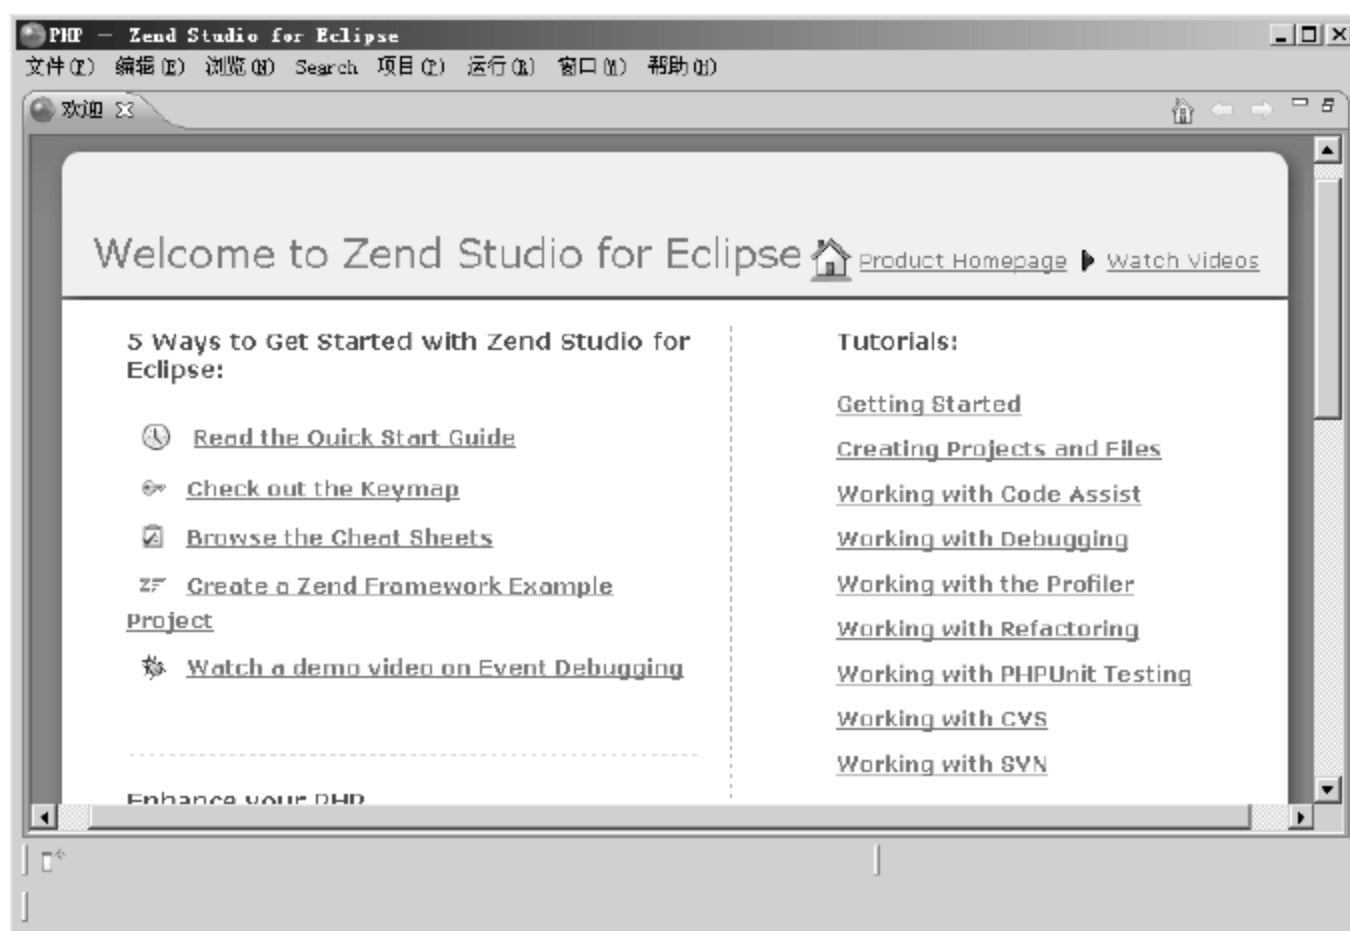 PHP - Zend Studio for Eclipse
文件(F) 编辑(E) 浏览(N) Search 项目(P) 运行(R) 窗口(W) 帮助(H)
欢迎
Welcome to Zend Studio for Eclipse Product Homepage Watch Videos
5 Ways to Get Started with Zend Studio for
Eclipse:
Read the Quick Start Guide
Check out the Keymap
Browse the Cheat Sheets
Create a Zend Framework Example
Project
Watch a demo video on Event Debugging
Enhance your PHP
Tutorials:
Getting Started
Creating Projects and Files
Working with Code Assist
Working with Debugging
Working with the Profiler
Working with Refactoring
Working with PHPUnit Testing
Working with CVS
Working with SVN